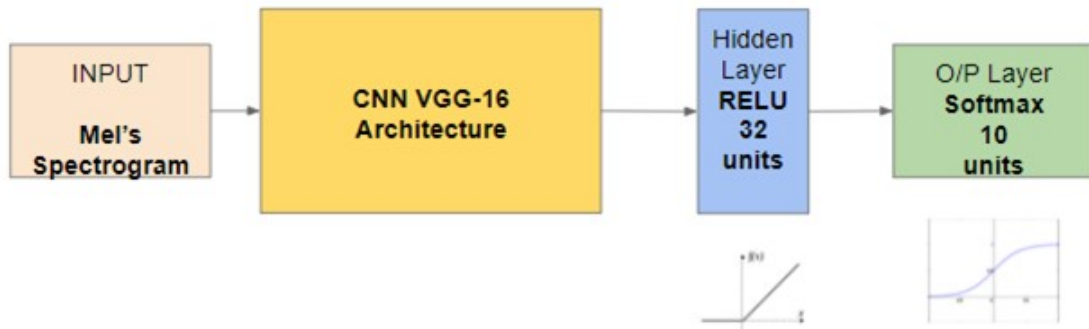 INPUT
Mel's
Spectrogram
CNN VGG-16
Architecture
Hidden
Layer
RELU
32
units
O/P Layer
Softmax
10
units
f(x)